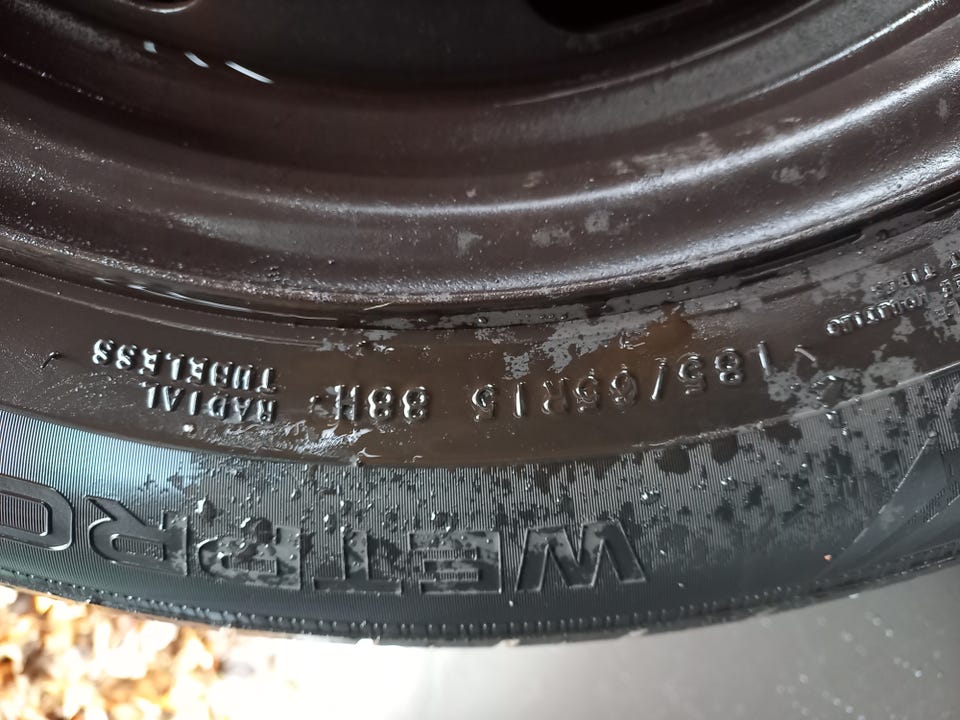 185/65R15 88H
RADIAL
TUBELESS
WETPRO